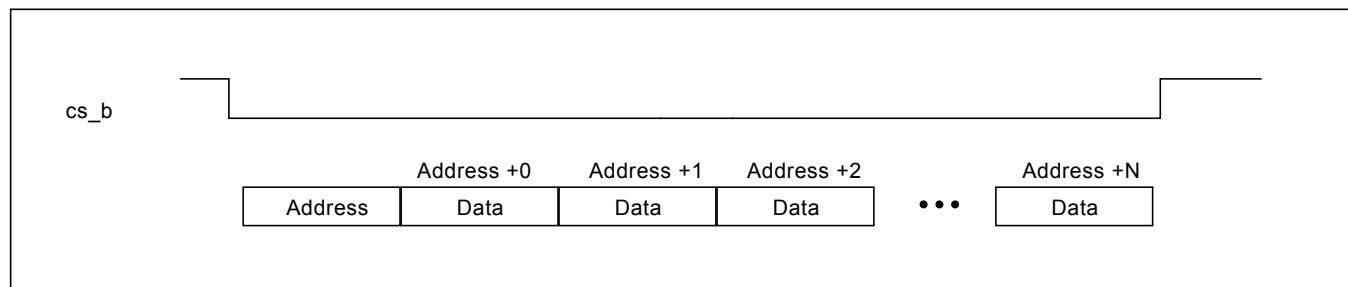 cs_b
Address +0 Address +1 Address +2 Address +N
Address Data Data Data ••• Data